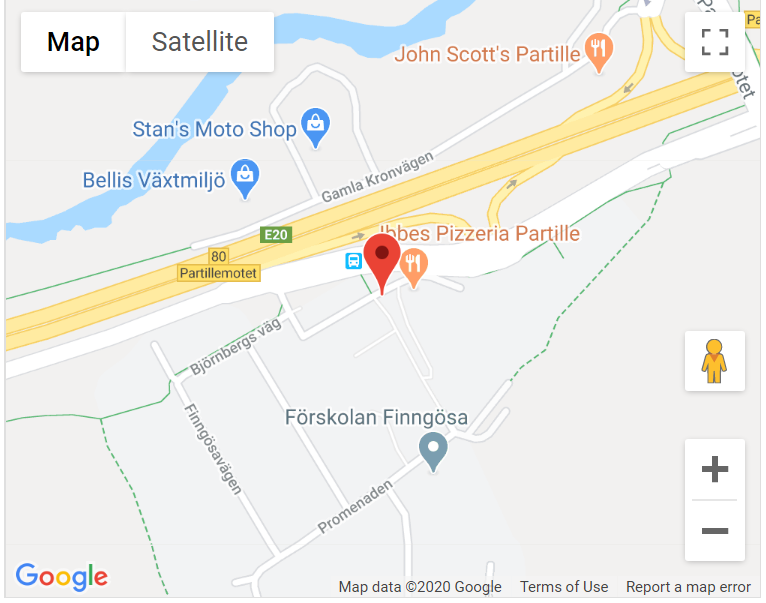 Map
Satellite
John Scott's Partille
Stan's Moto Shop
Bellis Växtmiljö
Gamla Kronvägen
E20
Ibbes Pizzeria Partille
80
Partillemotet
Björnbergs väg
Finngösavägen
Förskolan Finngösa
Promenaden
Google
Map data ©2020 Google
Terms of Use
Report a map error